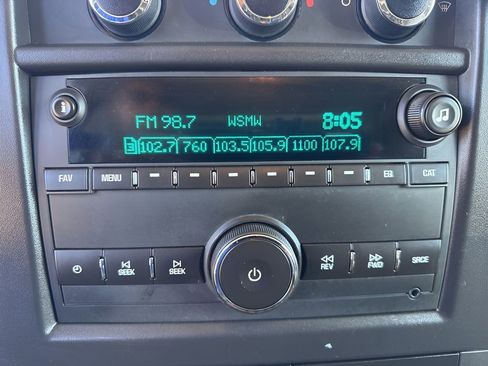 FM 98.7 WSMW 8:05
102.7 760 103.5 105.9 1100 107.9
FAV MENU EQ CAT
SEEK SEEK REV FWD SRCE